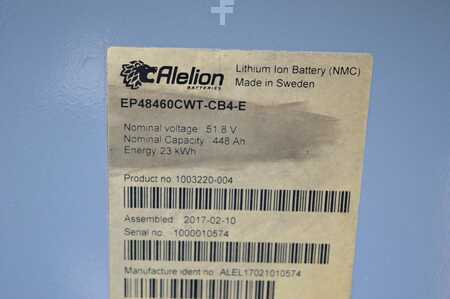 Alelion
BATTERIES
Lithium Ion Battery (NMC)
Made in Sweden
EP48460CWT-CB4-E
Nominal voltage: 51.8 V
Nominal Capacity: 448 Ah
Energy: 23 kWh
Product no: 1003220-004
Assembled: 2017-02-10
Serial no: 1000010574
Manufacture ident no: ALEL17021010574